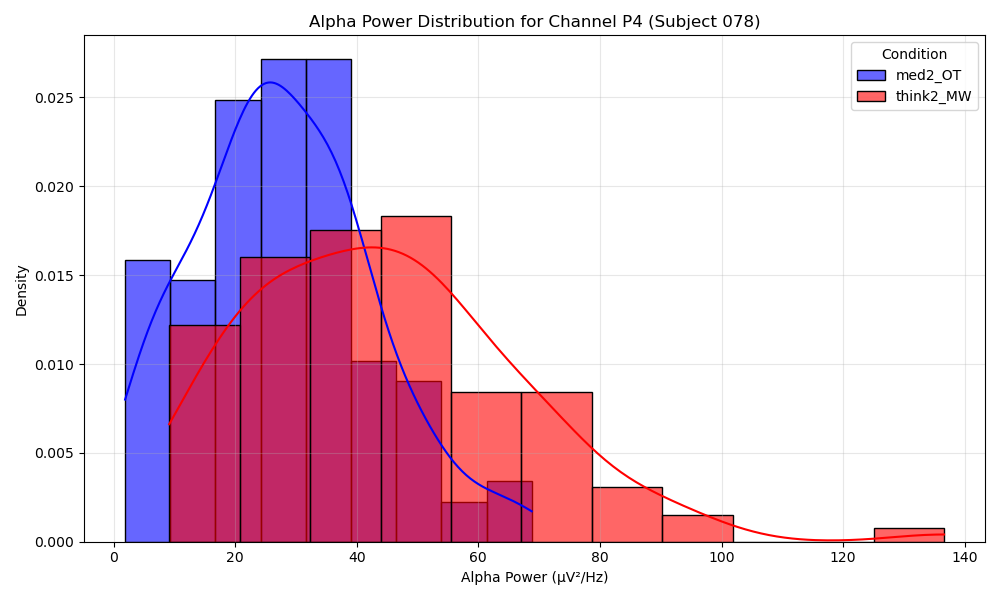 Alpha Power Distribution for Channel P4 (Subject 078)
Condition
med2_OT
think2_MW
Density
0.025
0.020
0.015
0.010
0.005
0.000
0 20 40 60 80 100 120 140
Alpha Power (µV²/Hz)